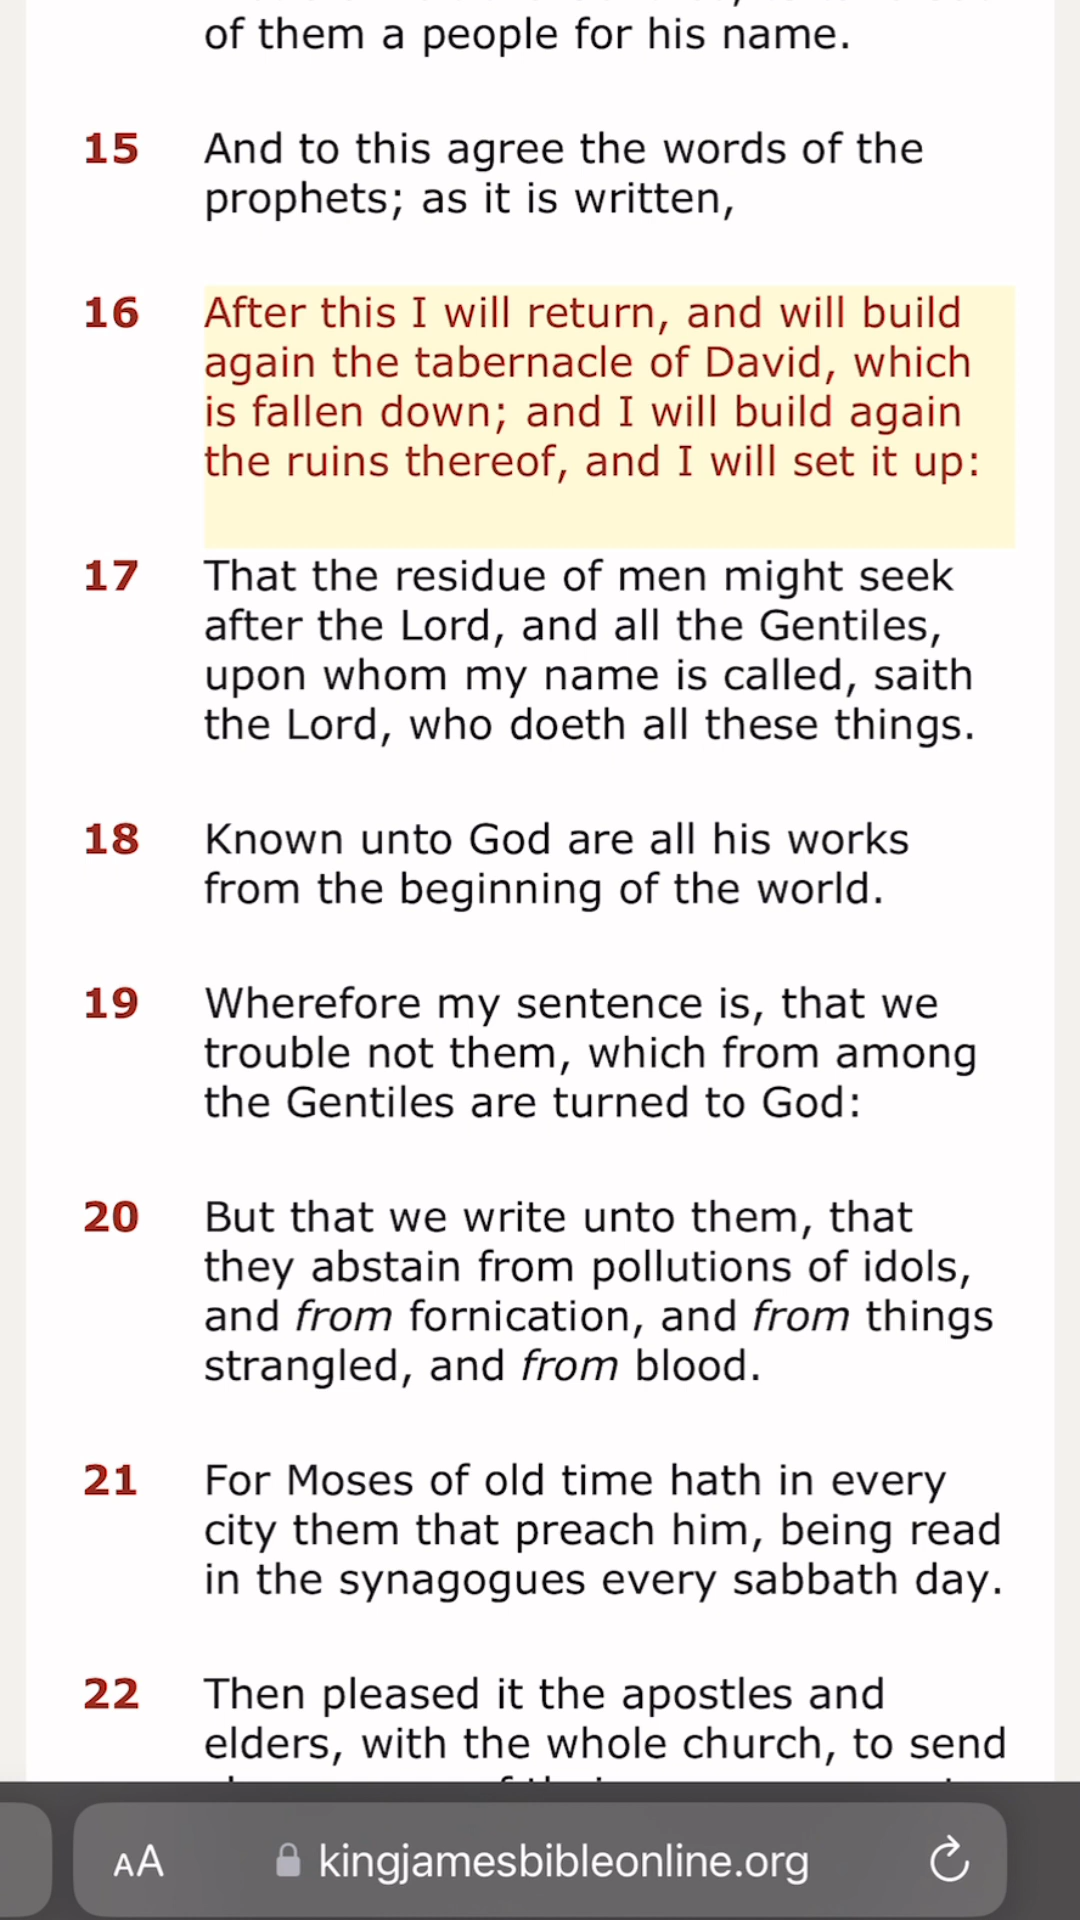 of them a people for his name.
15 And to this agree the words of the
prophets; as it is written,
16 After this I will return, and will build
again the tabernacle of David, which
is fallen down; and I will build again
the ruins thereof, and I will set it up:
17 That the residue of men might seek
after the Lord, and all the Gentiles,
upon whom my name is called, saith
the Lord, who doeth all these things.
18 Known unto God are all his works
from the beginning of the world.
19 Wherefore my sentence is, that we
trouble not them, which from among
the Gentiles are turned to God:
20 But that we write unto them, that
they abstain from pollutions of idols,
and from fornication, and from things
strangled, and from blood.
21 For Moses of old time hath in every
city them that preach him, being read
in the synagogues every sabbath day.
22 Then pleased it the apostles and
elders, with the whole church, to send
AA kingjamesbibleonline.org